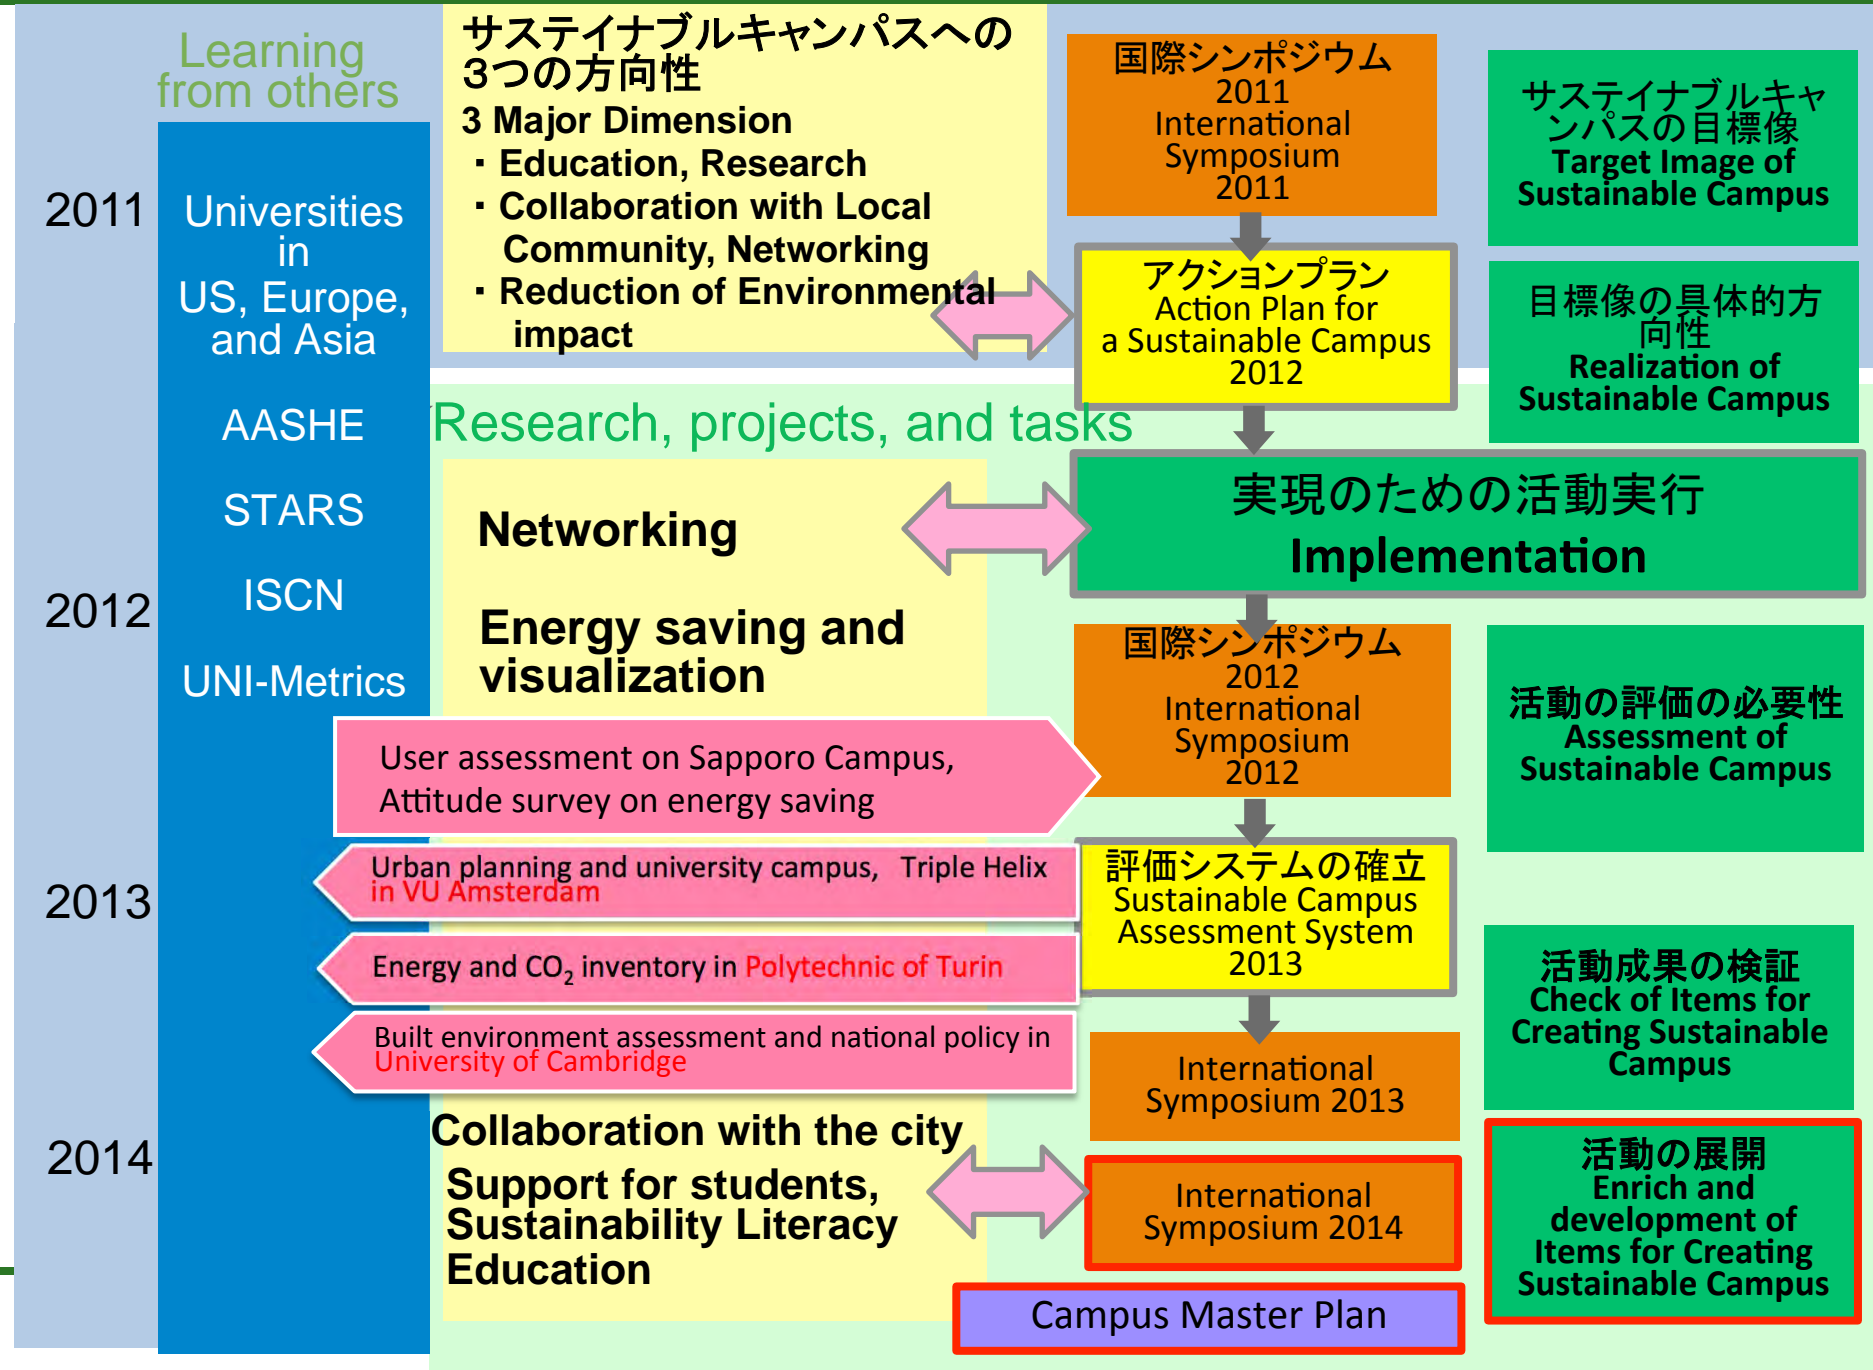 Learning
from others
2011
2012
2013
2014
Universities
in
US, Europe,
and Asia
AASHE
STARS
ISCN
UNI-Metrics
サステイナブルキャンパスへの
３つの方向性
3 Major Dimension
・Education, Research
・Collaboration with Local
Community, Networking
・Reduction of Environmental
impact
国際シンポジウム
2011
International
Symposium
2011
サステイナブルキャ
ンパスの目標像
Target Image of
Sustainable Campus
アクションプラン
Action Plan for
a Sustainable Campus
2012
目標像の具体的方
向性
Realization of
Sustainable Campus
Research, projects, and tasks
Networking
Energy saving and
visualization
実現のための活動実行
Implementation
国際シンポジウム
2012
International
Symposium
2012
活動の評価の必要性
Assessment of
Sustainable Campus
User assessment on Sapporo Campus,
Attitude survey on energy saving
Urban planning and university campus, Triple Helix
in VU Amsterdam
Energy and CO₂ inventory in Polytechnic of Turin
Built environment assessment and national policy in
University of Cambridge
評価システムの確立
Sustainable Campus
Assessment System
2013
活動成果の検証
Check of Items for
Creating Sustainable
Campus
International
Symposium 2013
Collaboration with the city
Support for students,
Sustainability Literacy
Education
International
Symposium 2014
活動の展開
Enrich and
development of
Items for Creating
Sustainable Campus
Campus Master Plan